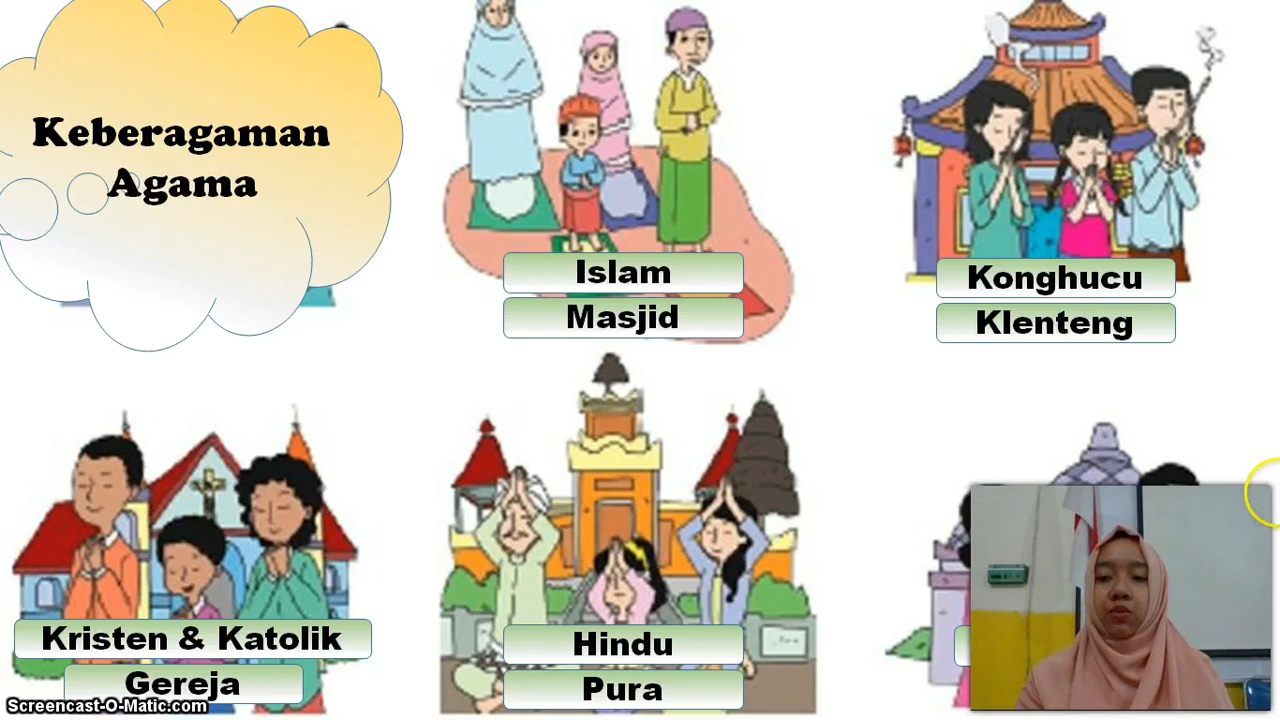 Keberagaman
Agama
Islam
Masjid
Konghucu
Klenteng
Kristen & Katolik
Gereja
Hindu
Pura
Screencast-O-Matic.com